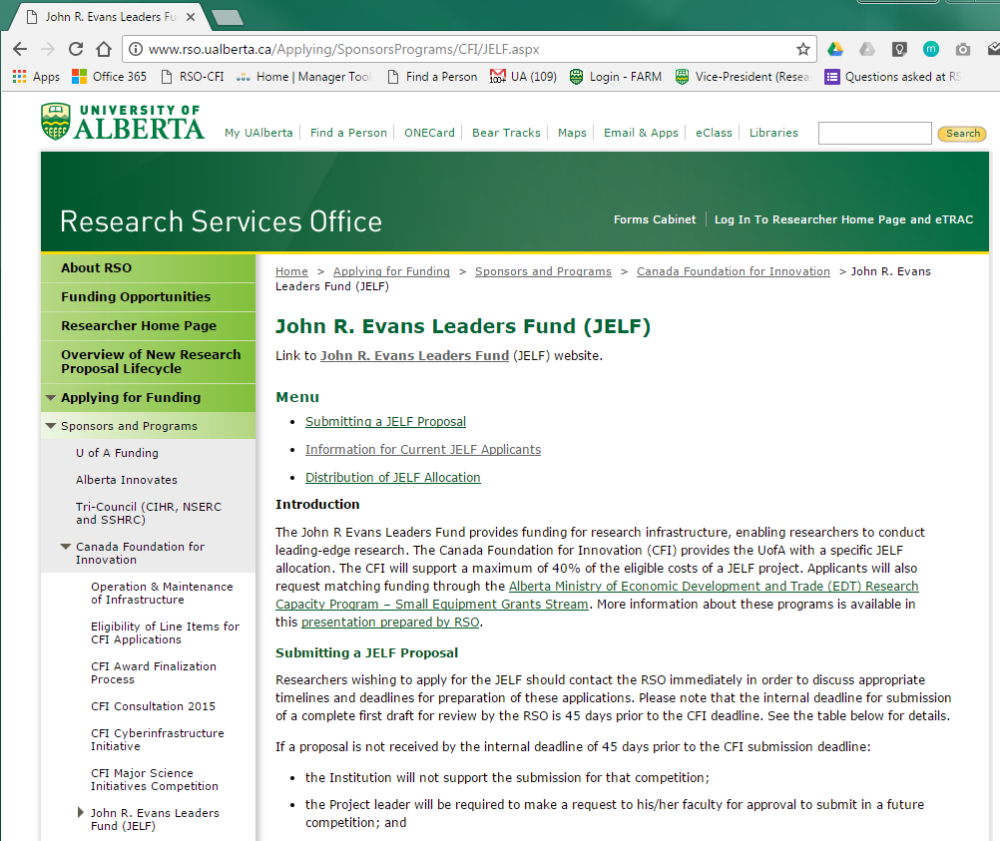 John R. Evans Leaders Fu
www.rso.ualberta.ca/Applying/SponsorsPrograms/CFI/JELF.aspx
Apps Office 365 RSO-CFI Home | Manager Too Find a Person UA (109) Login - FARM Vice-President (Resea Questions asked at RS
UNIVERSITY OF
ALBERTA
My UAlberta Find a Person ONECard Bear Tracks Maps Email & Apps eClass Libraries Search
Research Services Office
Forms Cabinet Log In To Researcher Home Page and eTRAC
About RSO
Funding Opportunities
Researcher Home Page
Overview of New Research
Proposal Lifecycle
Applying for Funding
Sponsors and Programs
U of A Funding
Alberta Innovates
Tri-Council (CIHR, NSERC
and SSHRC)
Canada Foundation for
Innovation
Operation & Maintenance
of Infrastructure
Eligibility of Line Items for
CFI Applications
CFI Award Finalization
Process
CFI Consultation 2015
CFI Cyberinfrastructure
Initiative
CFI Major Science
Initiatives Competition
John R. Evans Leaders
Fund (JELF)
Home > Applying for Funding > Sponsors and Programs > Canada Foundation for Innovation > John R. Evans
Leaders Fund (JELF)
John R. Evans Leaders Fund (JELF)
Link to John R. Evans Leaders Fund (JELF) website.
Menu
• Submitting a JELF Proposal
• Information for Current JELF Applicants
• Distribution of JELF Allocation
Introduction
The John R Evans Leaders Fund provides funding for research infrastructure, enabling researchers to conduct
leading-edge research. The Canada Foundation for Innovation (CFI) provides the UofA with a specific JELF
allocation. The CFI will support a maximum of 40% of the eligible costs of a JELF project. Applicants will also
request matching funding through the Alberta Ministry of Economic Development and Trade (EDT) Research
Capacity Program – Small Equipment Grants Stream. More information about these programs is available in
this presentation prepared by RSO.
Submitting a JELF Proposal
Researchers wishing to apply for the JELF should contact the RSO immediately in order to discuss appropriate
timelines and deadlines for preparation of these applications. Please note that the internal deadline for submission
of a complete first draft for review by the RSO is 45 days prior to the CFI deadline. See the table below for details.
If a proposal is not received by the internal deadline of 45 days prior to the CFI submission deadline:
• the Institution will not support the submission for that competition;
• the Project leader will be required to make a request to his/her faculty for approval to submit in a future
competition; and